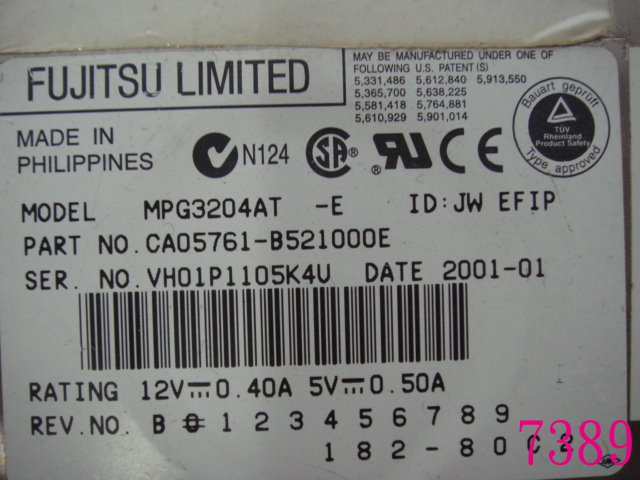 FUJITSU LIMITED
MAY BE MANUFACTURED UNDER ONE OF
FOLLOWING U.S. PATENT(S)
5,331,486 5,612,840 5,913,550
5,365,700 5,638,225
5,581,418 5,764,881
5,610,929 5,901,014
MADE IN
PHILIPPINES
N124
Bauart geprüft
TÜV
Rheinland
Product Safety
Type approved
MODEL MPG3204AT -E ID:JW EFIP
PART NO.CA05761-B521000E
SER. NO.VH01P1105K4U DATE 2001-01
RATING 12V⎓0.40A 5V⎓0.50A
REV.NO. B 0 1 2 3 4 5 6 7 8 9
182-80C2
7389